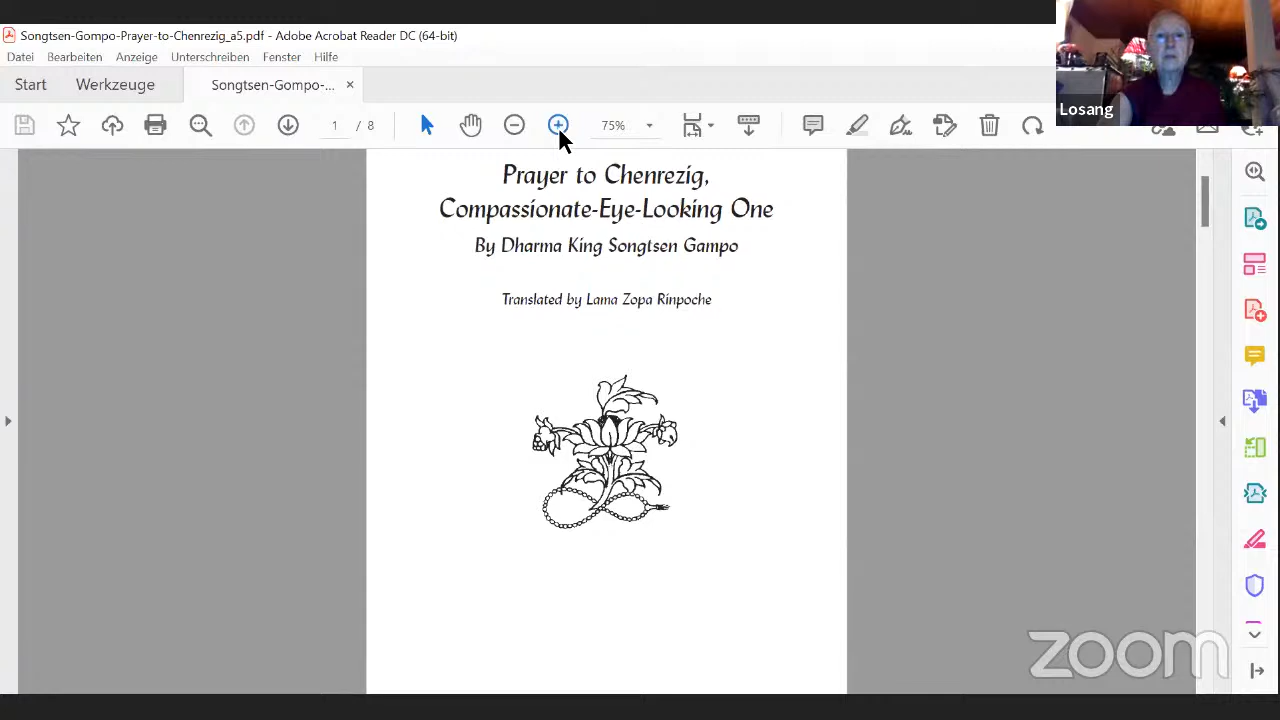 Songtsen-Gompo-Prayer-to-Chenrezig_a5.pdf - Adobe Acrobat Reader DC (64-bit)
Datei Bearbeiten Anzeige Unterschreiben Fenster Hilfe
Start Werkzeuge Songtsen-Gompo-...
1 / 8 75%
Losang
Prayer to Chenrezig,
Compassionate-Eye-Looking One
By Dharma King Songtsen Gampo
Translated by Lama Zopa Rinpoche
zoom